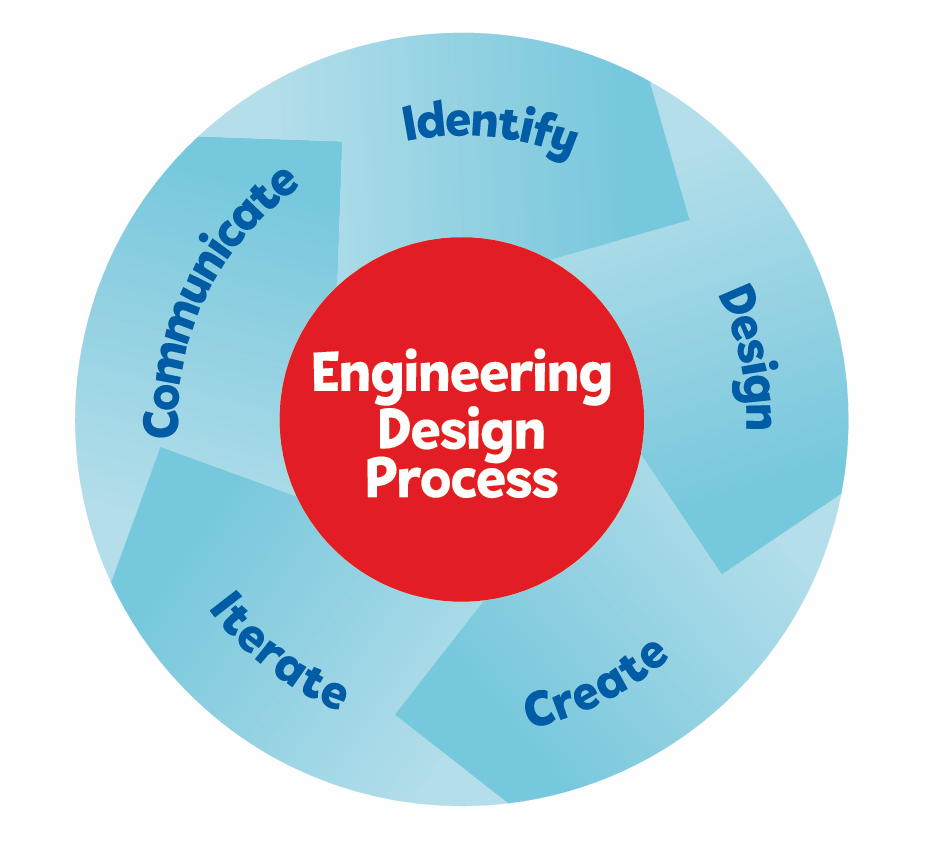 Identify
Design
Create
Iterate
Communicate
Engineering
Design
Process